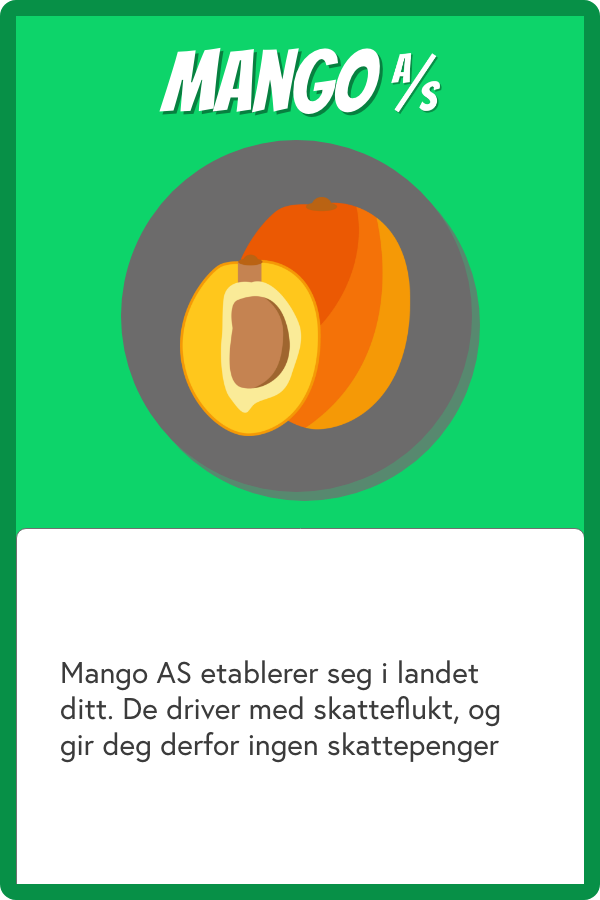 MANGO A/S
Mango AS etablerer seg i landet
ditt. De driver med skatteflukt, og
gir deg derfor ingen skattepenger